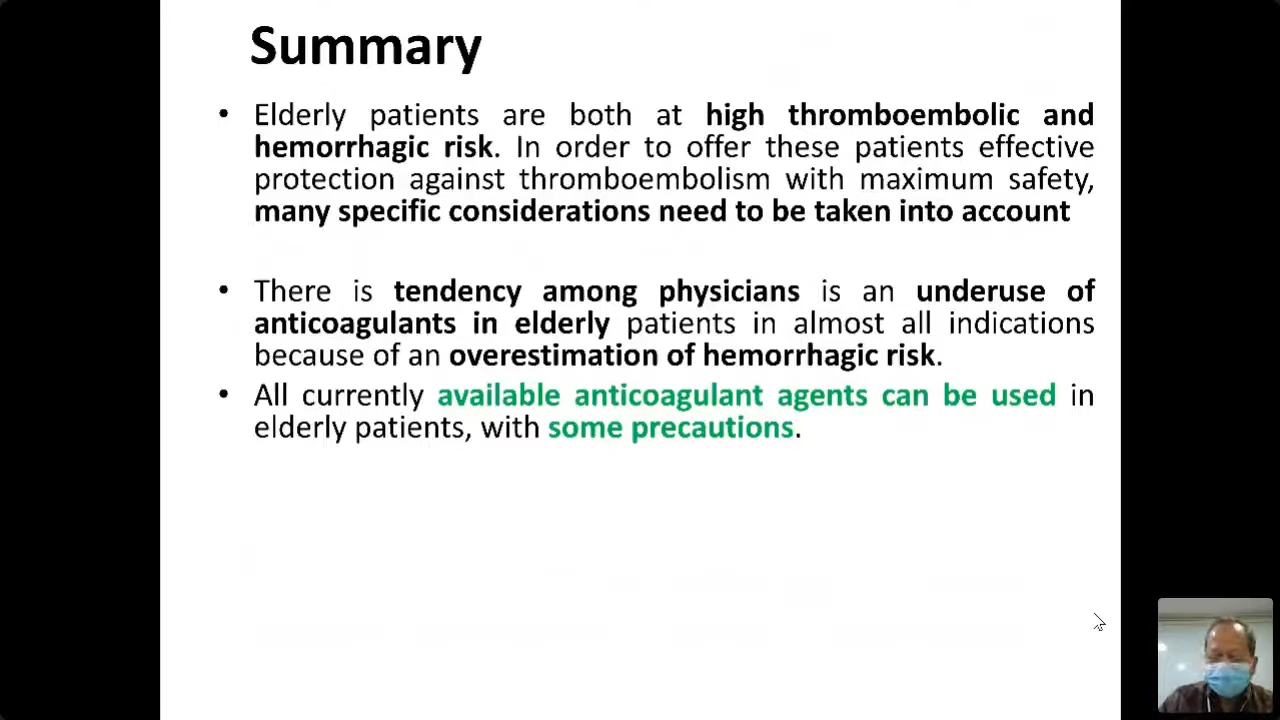 Summary
• Elderly patients are both at high thromboembolic and
hemorrhagic risk. In order to offer these patients effective
protection against thromboembolism with maximum safety,
many specific considerations need to be taken into account
• There is tendency among physicians is an underuse of
anticoagulants in elderly patients in almost all indications
because of an overestimation of hemorrhagic risk.
• All currently available anticoagulant agents can be used in
elderly patients, with some precautions.